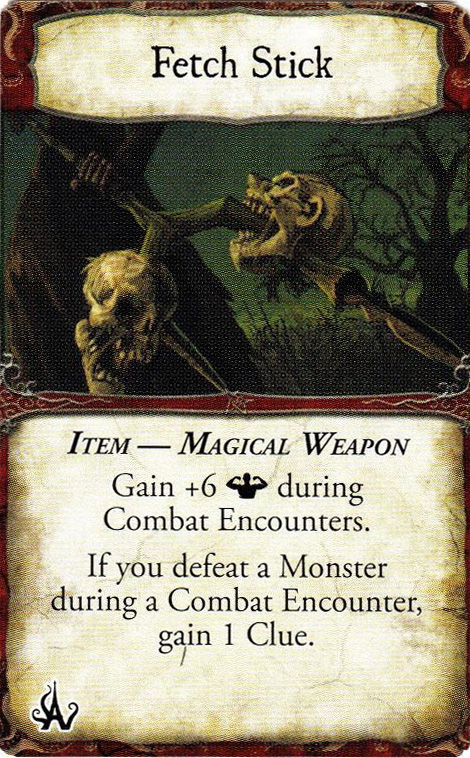 Fetch Stick
Item — Magical Weapon
Gain +6 during
Combat Encounters.
If you defeat a Monster
during a Combat Encounter,
gain 1 Clue.